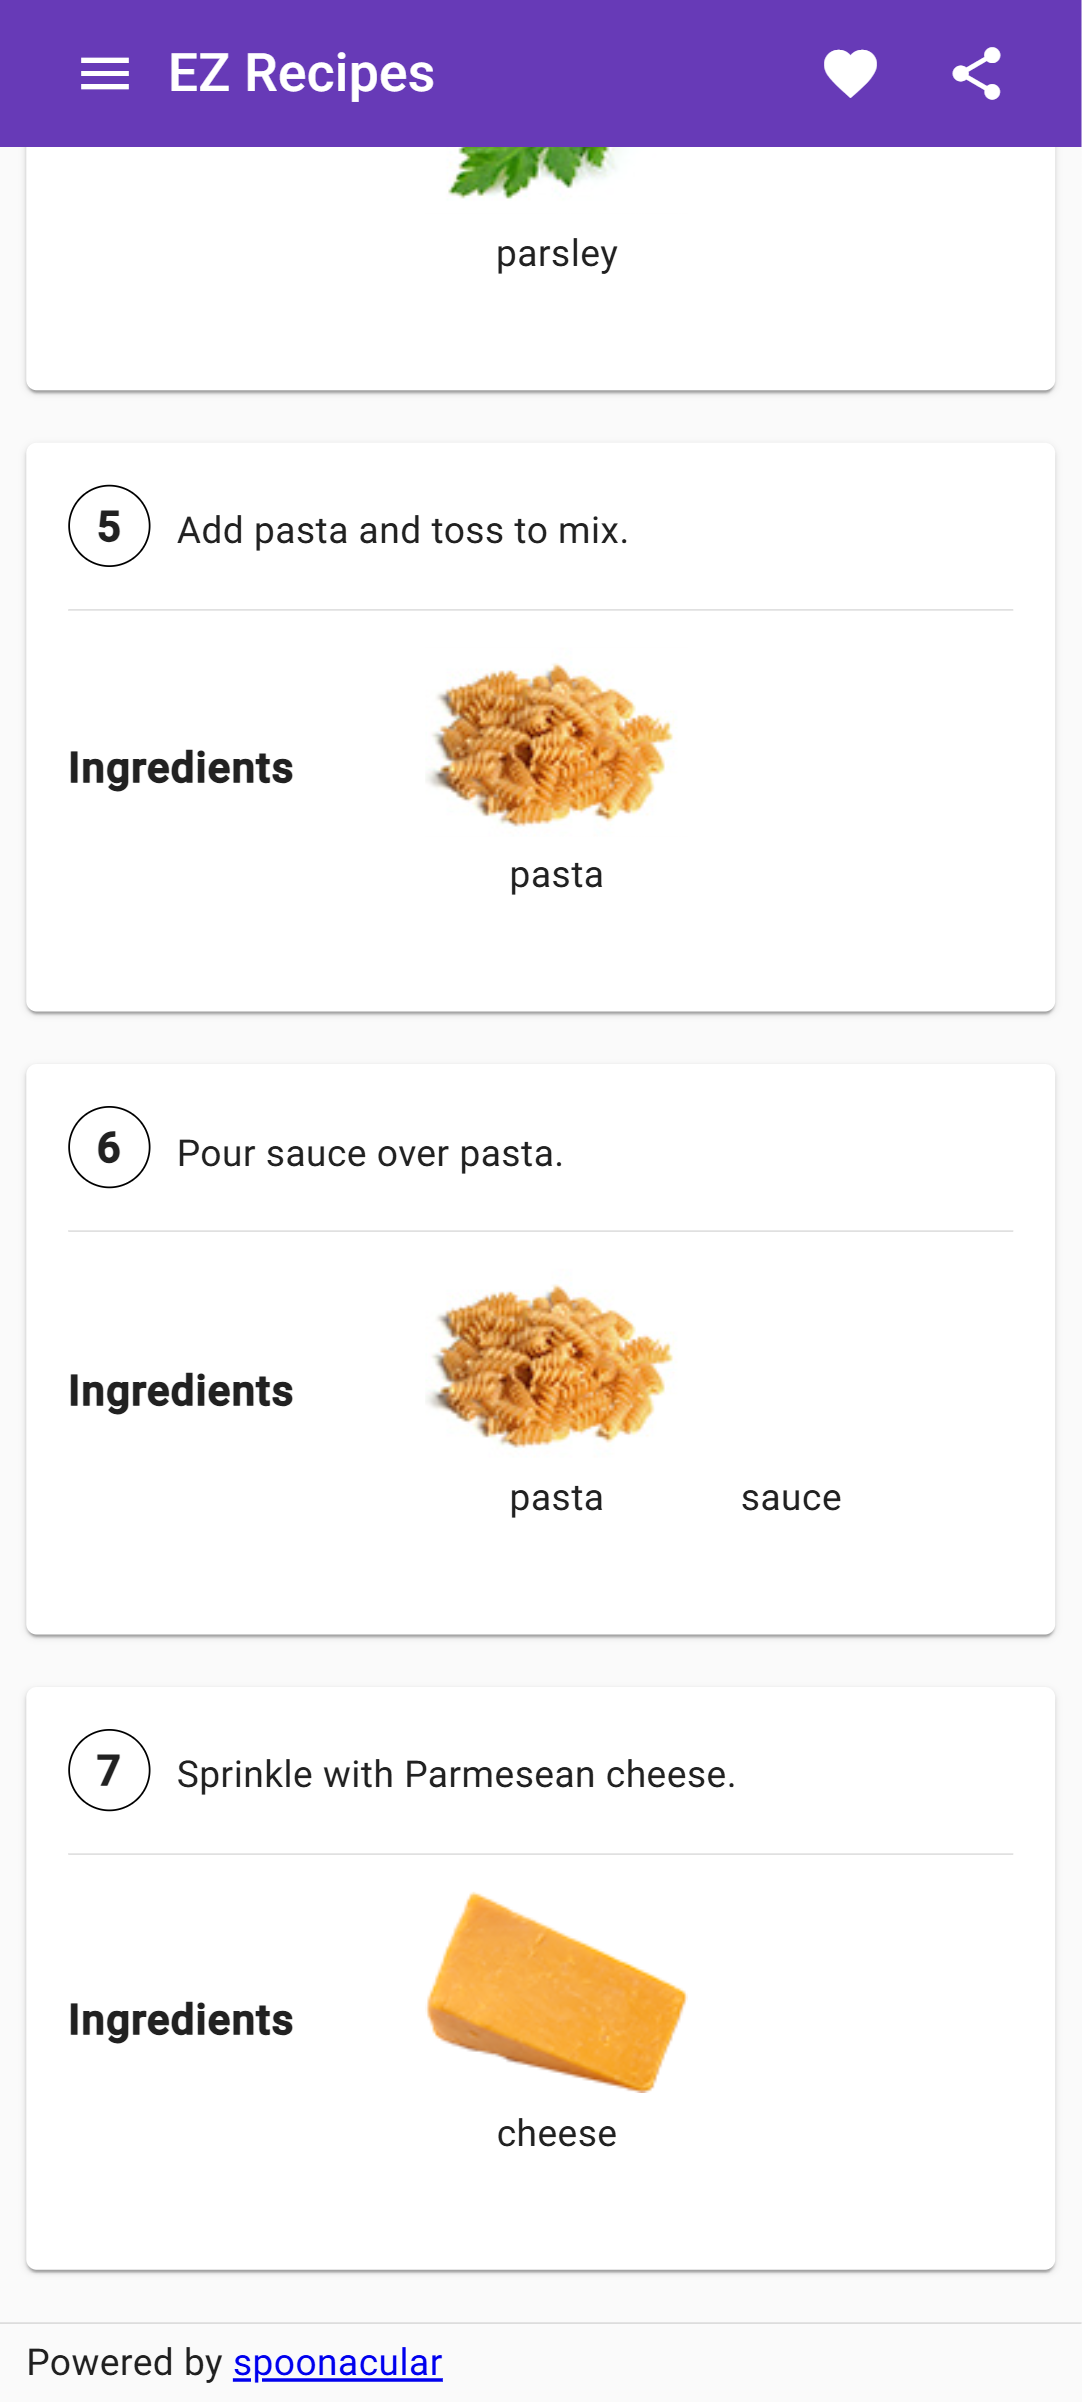 EZ Recipes
parsley
5 Add pasta and toss to mix.
Ingredients
pasta
6 Pour sauce over pasta.
Ingredients
pasta sauce
7 Sprinkle with Parmesean cheese.
Ingredients
cheese
Powered by spoonacular